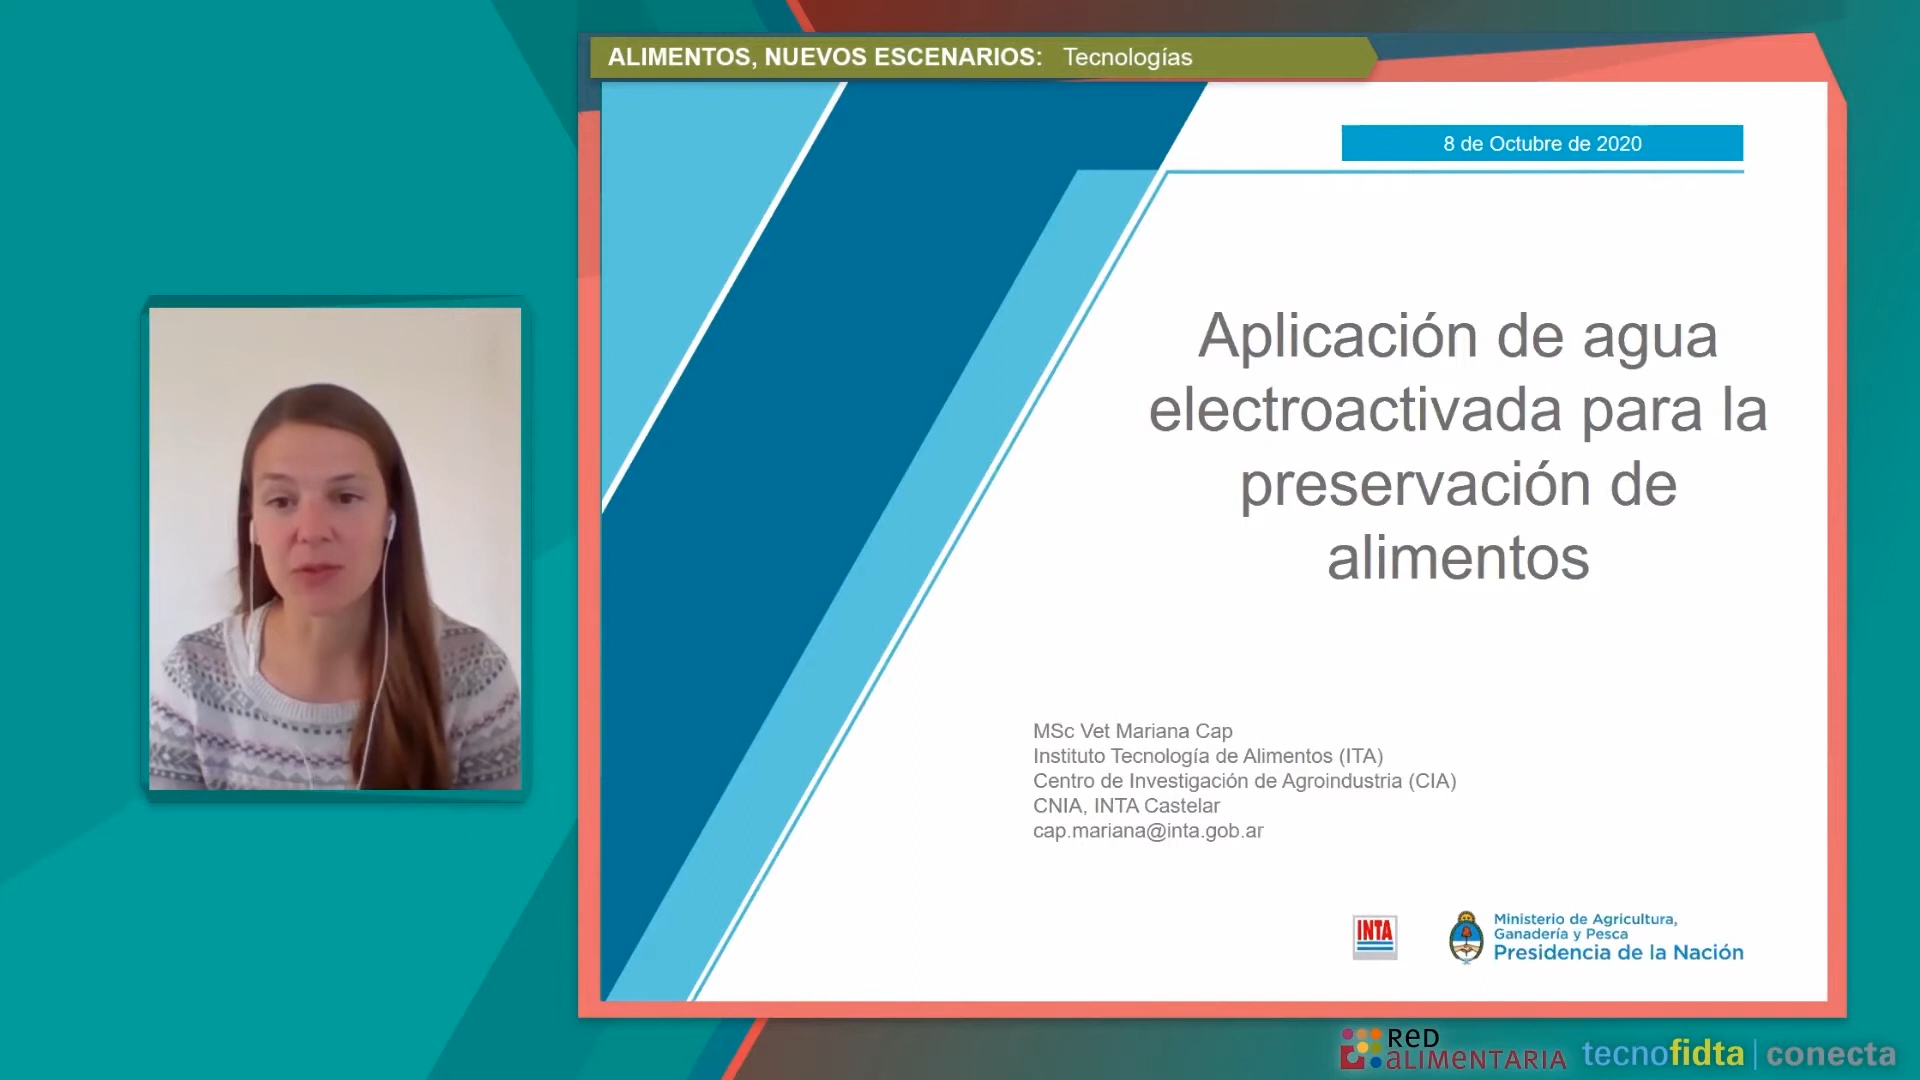 ALIMENTOS, NUEVOS ESCENARIOS: Tecnologías
8 de Octubre de 2020
Aplicación de agua
electroactivada para la
preservación de
alimentos
MSc Vet Mariana Cap
Instituto Tecnología de Alimentos (ITA)
Centro de Investigación de Agroindustria (CIA)
CNIA, INTA Castelar
cap.mariana@inta.gob.ar
INTA
Ministerio de Agricultura,
Ganadería y Pesca
Presidencia de la Nación
RED
aLIMENTARIA
tecnofidta | conecta